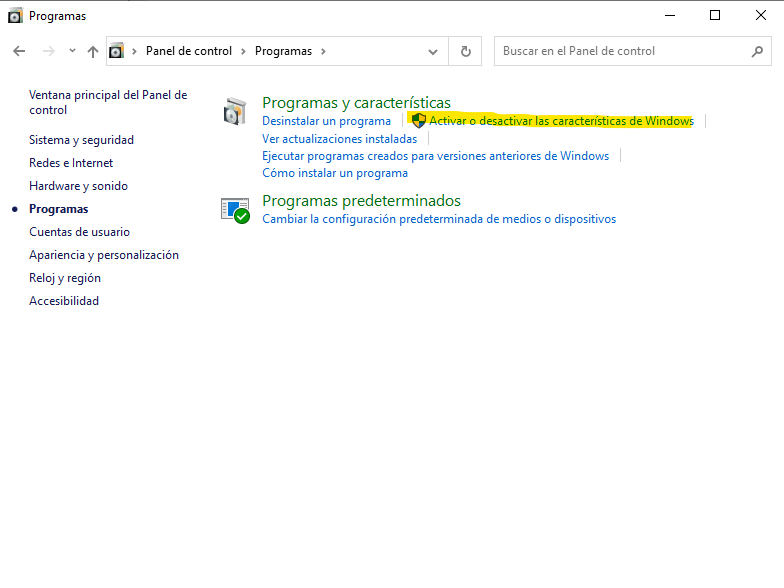 Programas
Panel de control
Programas
Buscar en el Panel de control
Ventana principal del Panel de
control
Sistema y seguridad
Redes e Internet
Hardware y sonido
Programas
Cuentas de usuario
Apariencia y personalización
Reloj y región
Accesibilidad
Programas y características
Desinstalar un programa
Activar o desactivar las características de Windows
Ver actualizaciones instaladas
Ejecutar programas creados para versiones anteriores de Windows
Cómo instalar un programa
Programas predeterminados
Cambiar la configuración predeterminada de medios o dispositivos